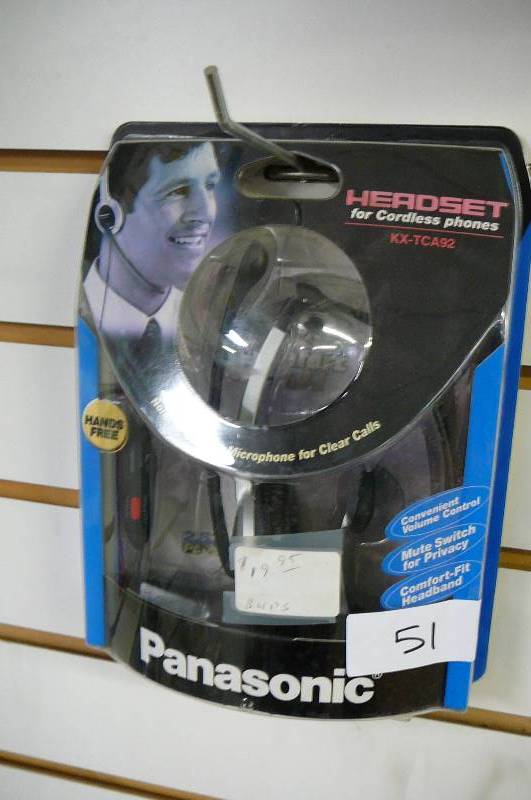 HEADSET
for Cordless phones
KX-TCA92
HANDS
FREE
Microphone for Clear Calls
Convenient
Volume Control
Mute Switch
for Privacy
Comfort-Fit
Headband
$19.95
51
Panasonic®